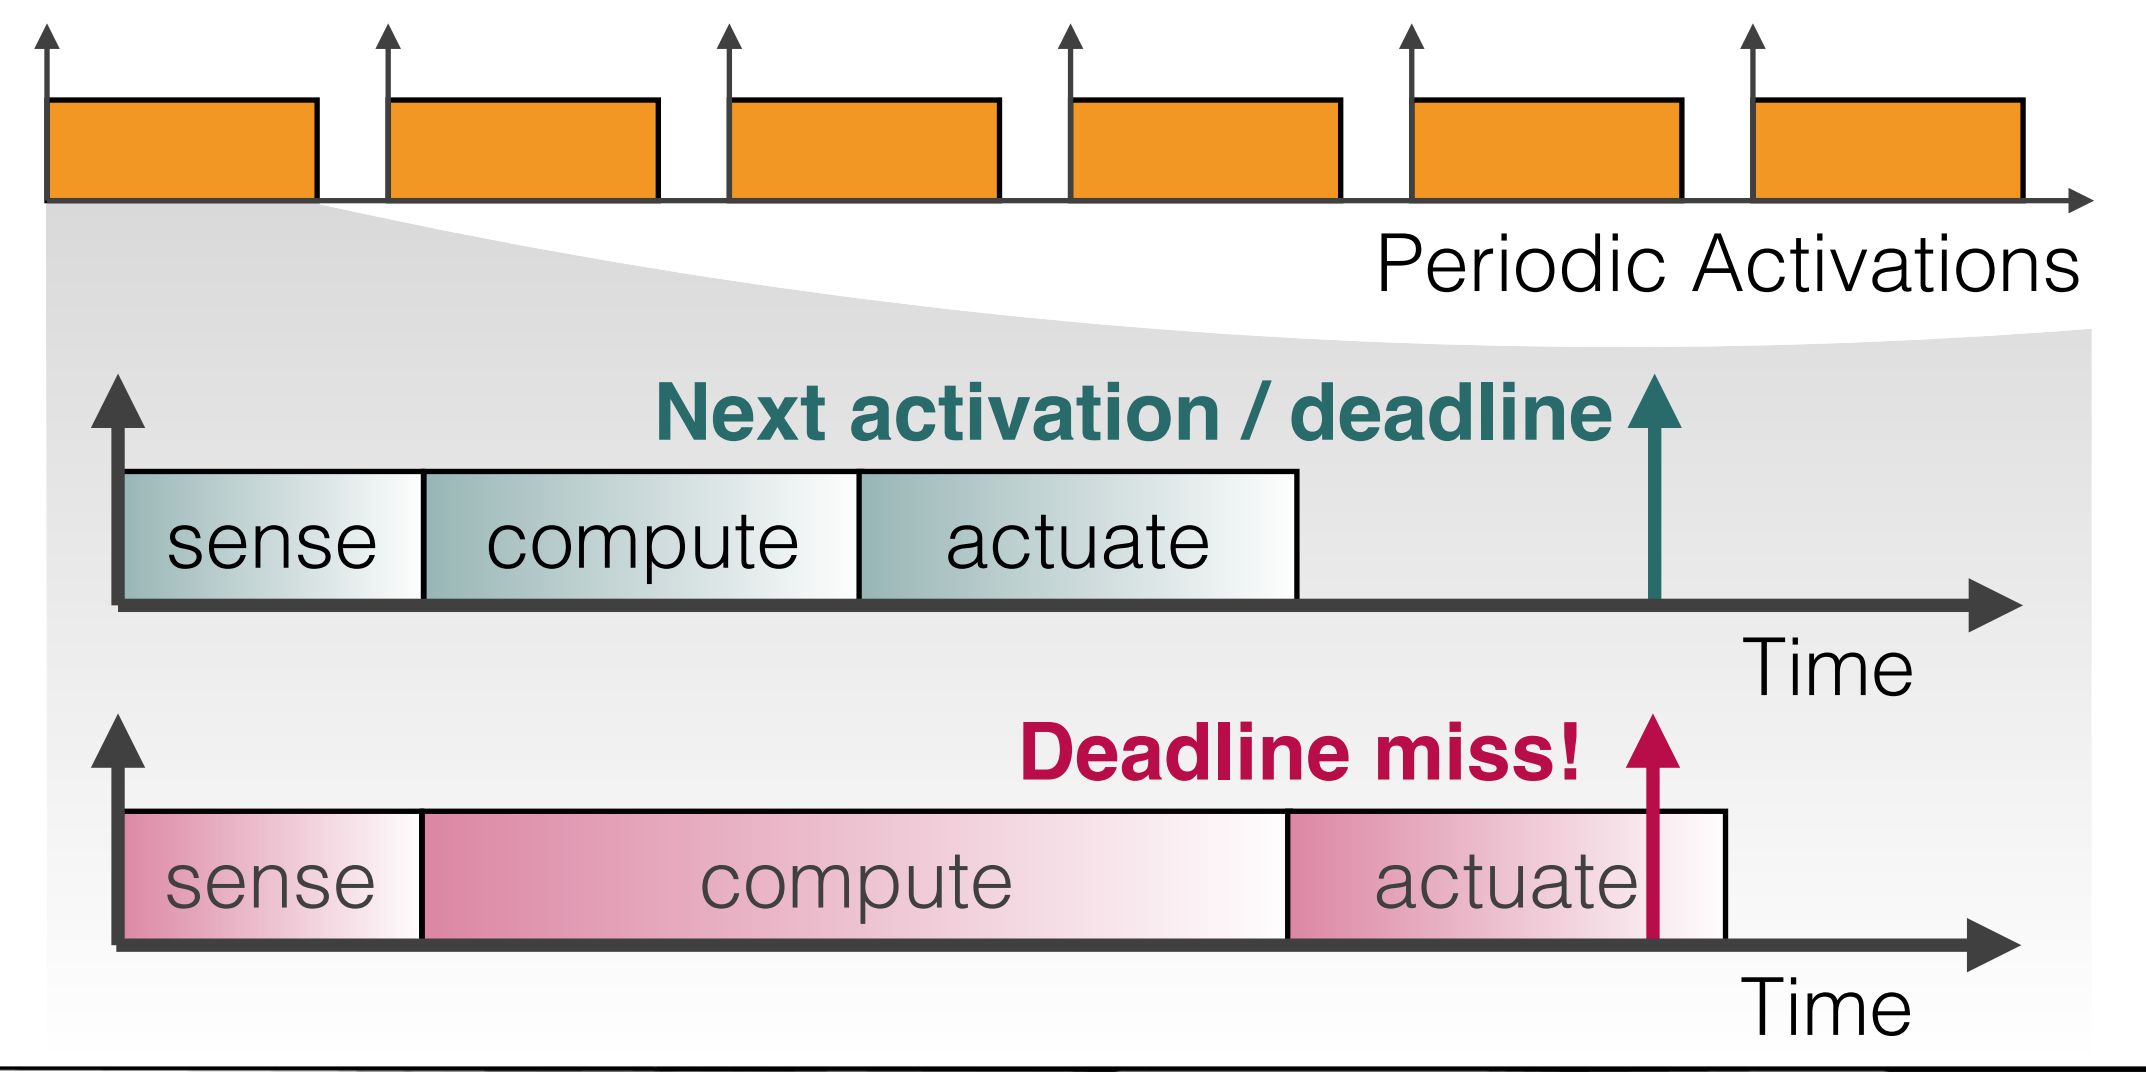 Periodic Activations
Next activation / deadline
sense compute actuate
Time
Deadline miss!
sense compute actuate
Time